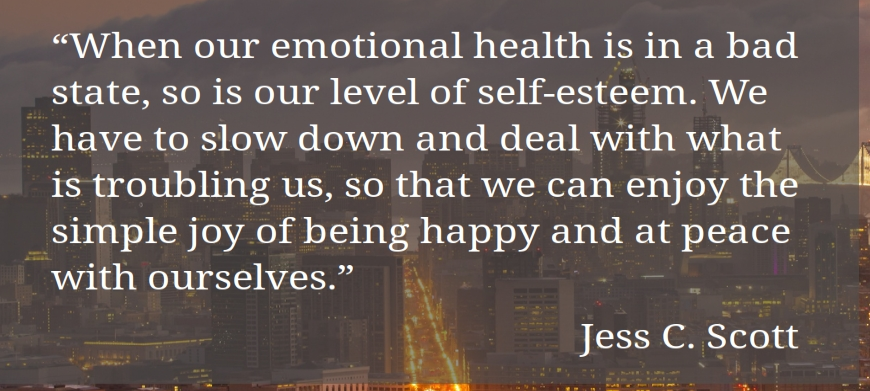 “When our emotional health is in a bad
state, so is our level of self-esteem. We
have to slow down and deal with what
is troubling us, so that we can enjoy the
simple joy of being happy and at peace
with ourselves.”
Jess C. Scott